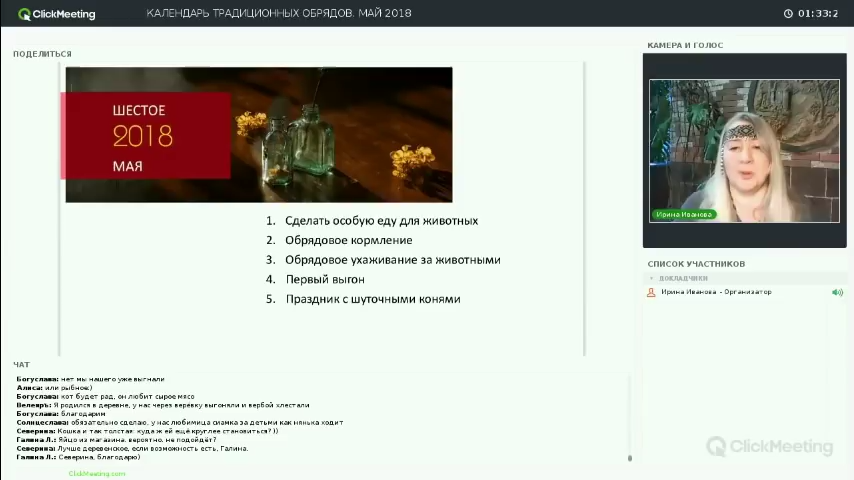 ClickMeeting
КАЛЕНДАРЬ ТРАДИЦИОННЫХ ОБРЯДОВ. МАЙ 2018
01:33:2
ПОДЕЛИТЬСЯ
КАМЕРА И ГОЛОС
ШЕСТОЕ
2018
МАЯ
1. Сделать особую еду для животных
2. Обрядовое кормление
3. Обрядовое ухаживание за животными
4. Первый выгон
5. Праздник с шуточными конями
Ирина Иванова
СПИСОК УЧАСТНИКОВ
ДОКЛАДЧИКИ
Ирина Иванова - Организатор
ЧАТ
Богуслава: нет мы нашего уже выгнали
Алиса: или рыбное:)
Богуслава: кот будет рад, он любит сырое мясо
Велеяръ: Я родился в деревне, у нас через верёвку выгоняли и вербой хлестали
Богуслава: благодарим
Солнцеслава: обязательно сделаю, у нас любимица сиамка за детьми как нянька ходит
Северина: Кошка и так толстая: куда ж ей ещё круглее становиться? ))
Галина Л.: Яйцо из магазина, вероятно, не подойдёт?
Северина: Лучше деревенское, если возможность есть, Галина.
Галина Л.: Северина, благодарю)
ClickMeeting
ClickMeeting.com